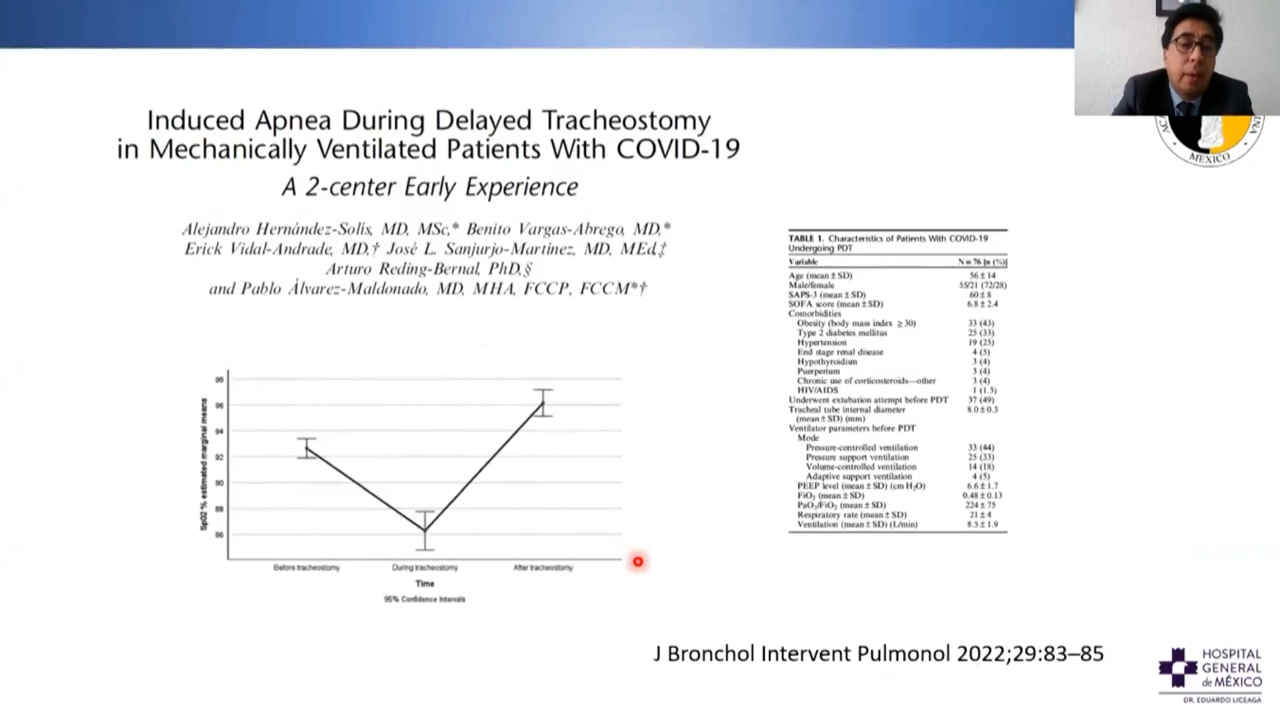 Induced Apnea During Delayed Tracheostomy
in Mechanically Ventilated Patients With COVID-19
A 2-center Early Experience
Alejandro Hernández-Solis, MD, MSc,* Benito Vargas-Abrego, MD,*
Erick Vidal-Andrade, MD,† José L. Sanjurjo-Martínez, MD, MEd,‡
Arturo Reding-Bernal, PhD,§
and Pablo Álvarez-Maldonado, MD, MHA, FCCP, FCCM*†
MÉXICO
TABLE 1. Characteristics of Patients With COVID-19
Undergoing PDT
Variable N = 76 [n (%)]
Age (mean ± SD) 56 ± 14
Male/female 55/21 (72/28)
SAPS-3 (mean ± SD) 60 ± 8
SOFA score (mean ± SD) 6.8 ± 2.4
Comorbidities
Obesity (body mass index ≥ 30) 33 (43)
Type 2 diabetes mellitus 25 (33)
Hypertension 19 (25)
End stage renal disease 4 (5)
Hypothyroidism 3 (4)
Puerperium 3 (4)
Chronic use of corticosteroids—other 3 (4)
HIV/AIDS 1 (1.3)
Underwent extubation attempt before PDT 37 (49)
Tracheal tube internal diameter 8.0 ± 0.3
(mean ± SD) (mm)
Ventilator parameters before PDT
Mode
Pressure-controlled ventilation 33 (44)
Pressure support ventilation 25 (33)
Volume-controlled ventilation 14 (18)
Adaptive support ventilation 4 (5)
PEEP level (mean ± SD) (cm H₂O) 6.6 ± 1.7
FiO₂ (mean ± SD) 0.48 ± 0.13
PaO₂/FiO₂ (mean ± SD) 224 ± 75
Respiratory rate (mean ± SD) 21 ± 4
Ventilation (mean ± SD) (L/min) 8.5 ± 1.9
Sp02 % estimated marginal means
98
96
94
92
90
88
86
Before tracheostomy During tracheostomy After tracheostomy
Time
95% Confidence Intervals
J Bronchol Intervent Pulmonol 2022;29:83–85
HOSPITAL
GENERAL
de MÉXICO
DR. EDUARDO LICEAGA